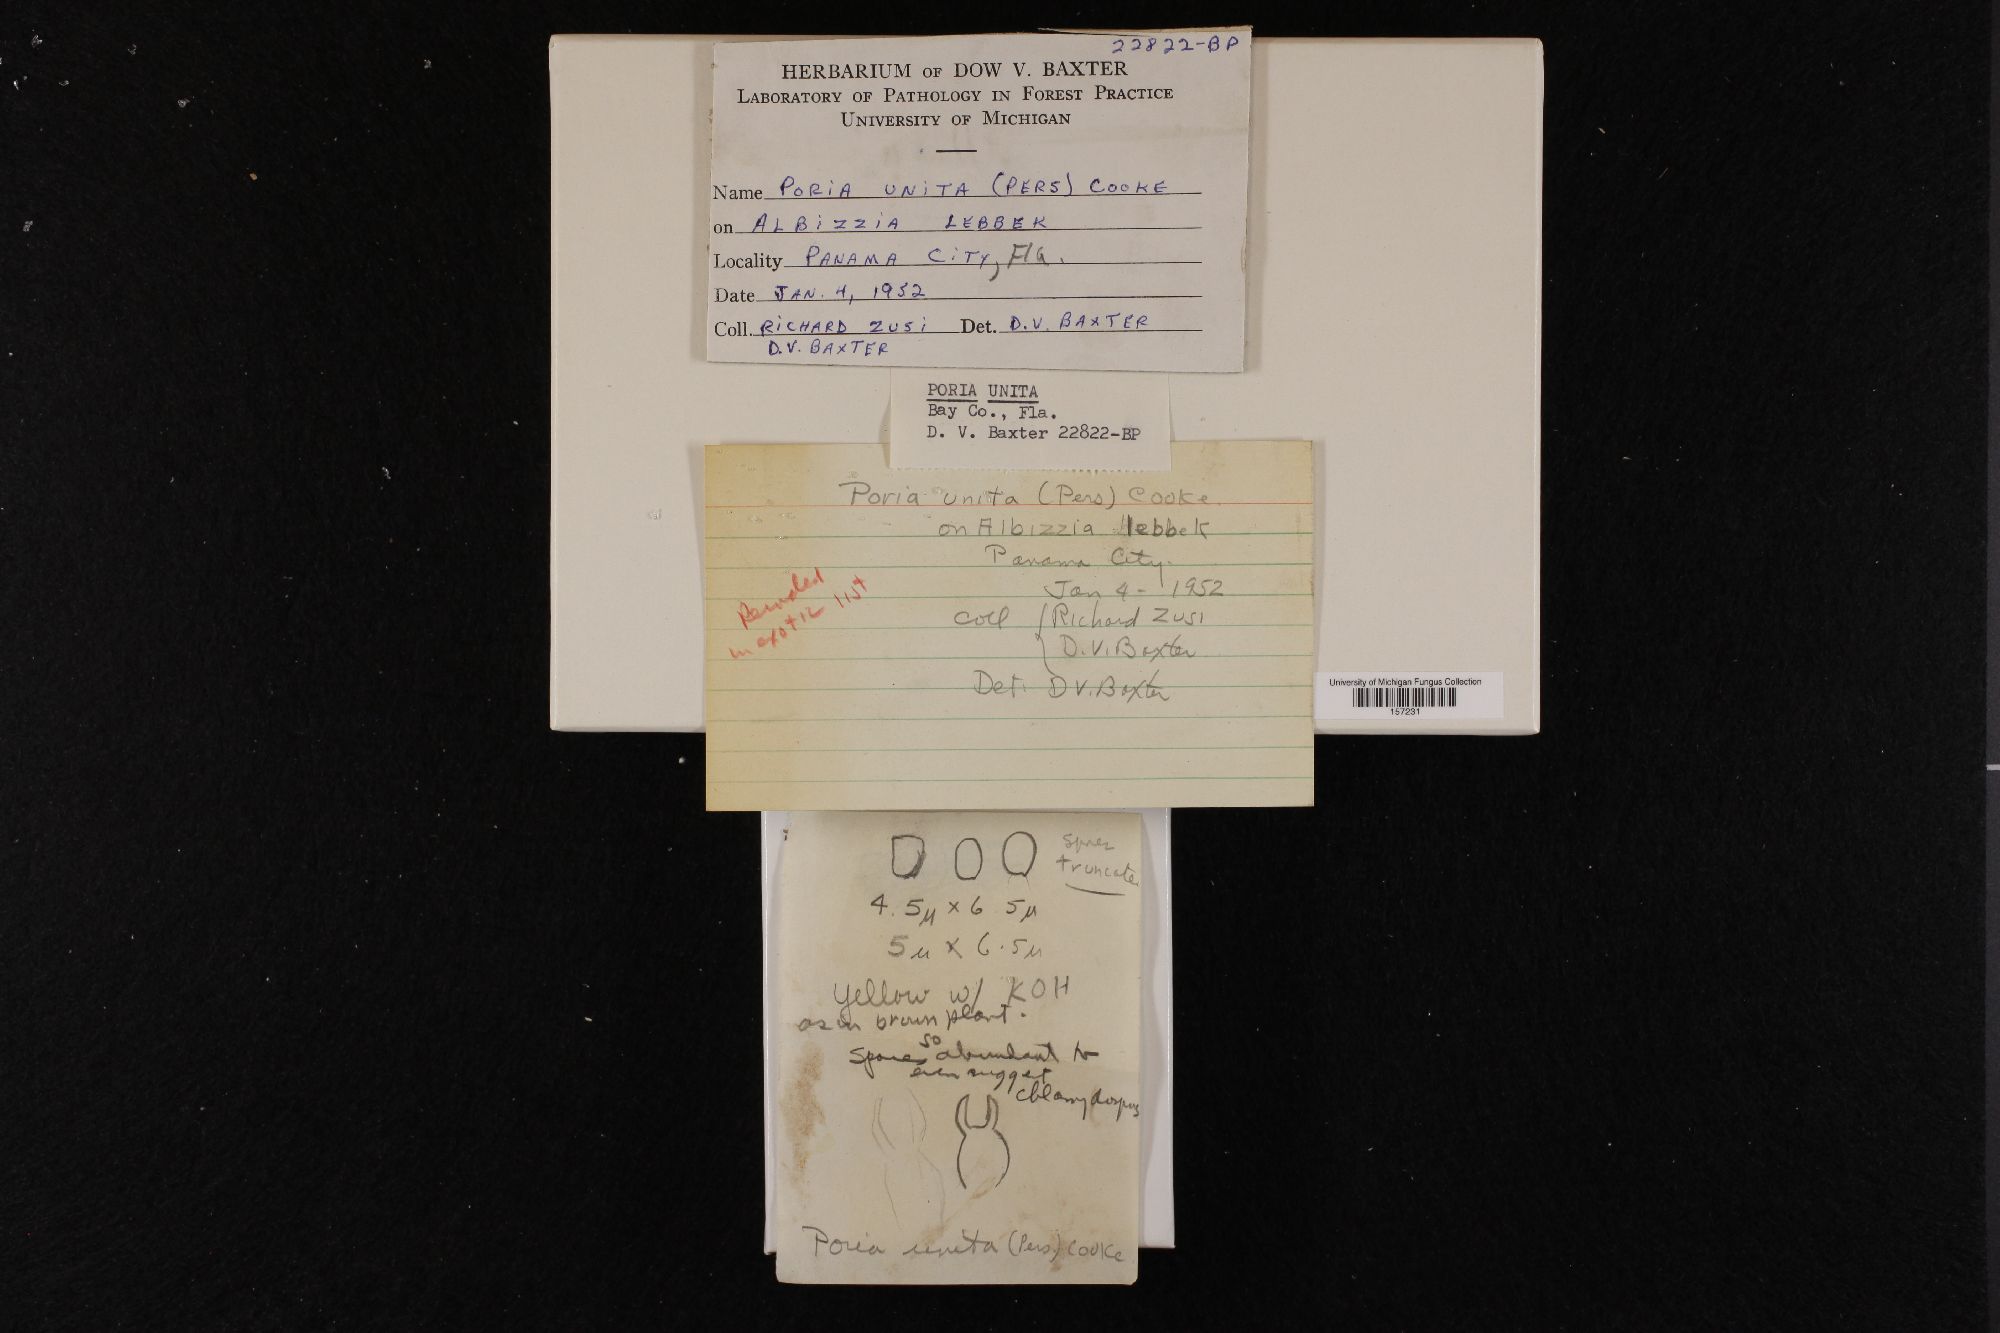 22822-BP
HERBARIUM OF DOW V. BAXTER
LABORATORY OF PATHOLOGY IN FOREST PRACTICE
UNIVERSITY OF MICHIGAN
Name PORIA UNITA (PERS) COOKE
on ALBIZZIA LEBBEK
Locality PANAMA CITY, Fla.
Date JAN. 4, 1952
Coll. RICHARD ZUSI Det. D.V. BAXTER
D.V. BAXTER
PORIA UNITA
Bay Co., Fla.
D. V. Baxter 22822-BP
Poria unita (Pers) Cooke.
on Albizzia lebbek
Panama City.
Jan 4 - 1952
Coll { Richard Zusi
D.V. Baxter
Det. D V. Baxter
in exotic list
University of Michigan Fungus Collection
157231
spores
truncate
4.5µ x 6.5µ
5µ x 6.5µ
Yellow w/ KOH
as in brown plant.
Spores so abundant to
even suggest
chlamydospores
Poria unita (Pers.) Cooke